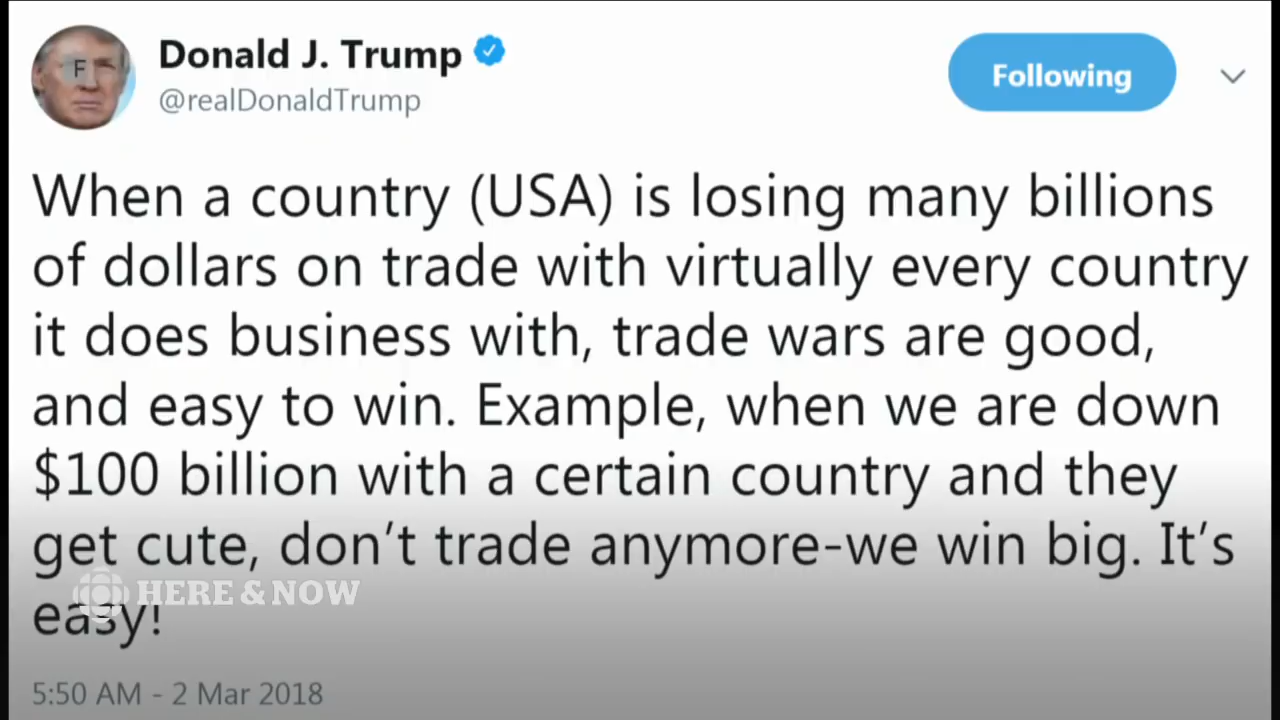 F
Donald J. Trump
@realDonaldTrump
Following
When a country (USA) is losing many billions
of dollars on trade with virtually every country
it does business with, trade wars are good,
and easy to win. Example, when we are down
$100 billion with a certain country and they
get cute, don’t trade anymore-we win big. It’s
easy!
HERE & NOW
5:50 AM - 2 Mar 2018